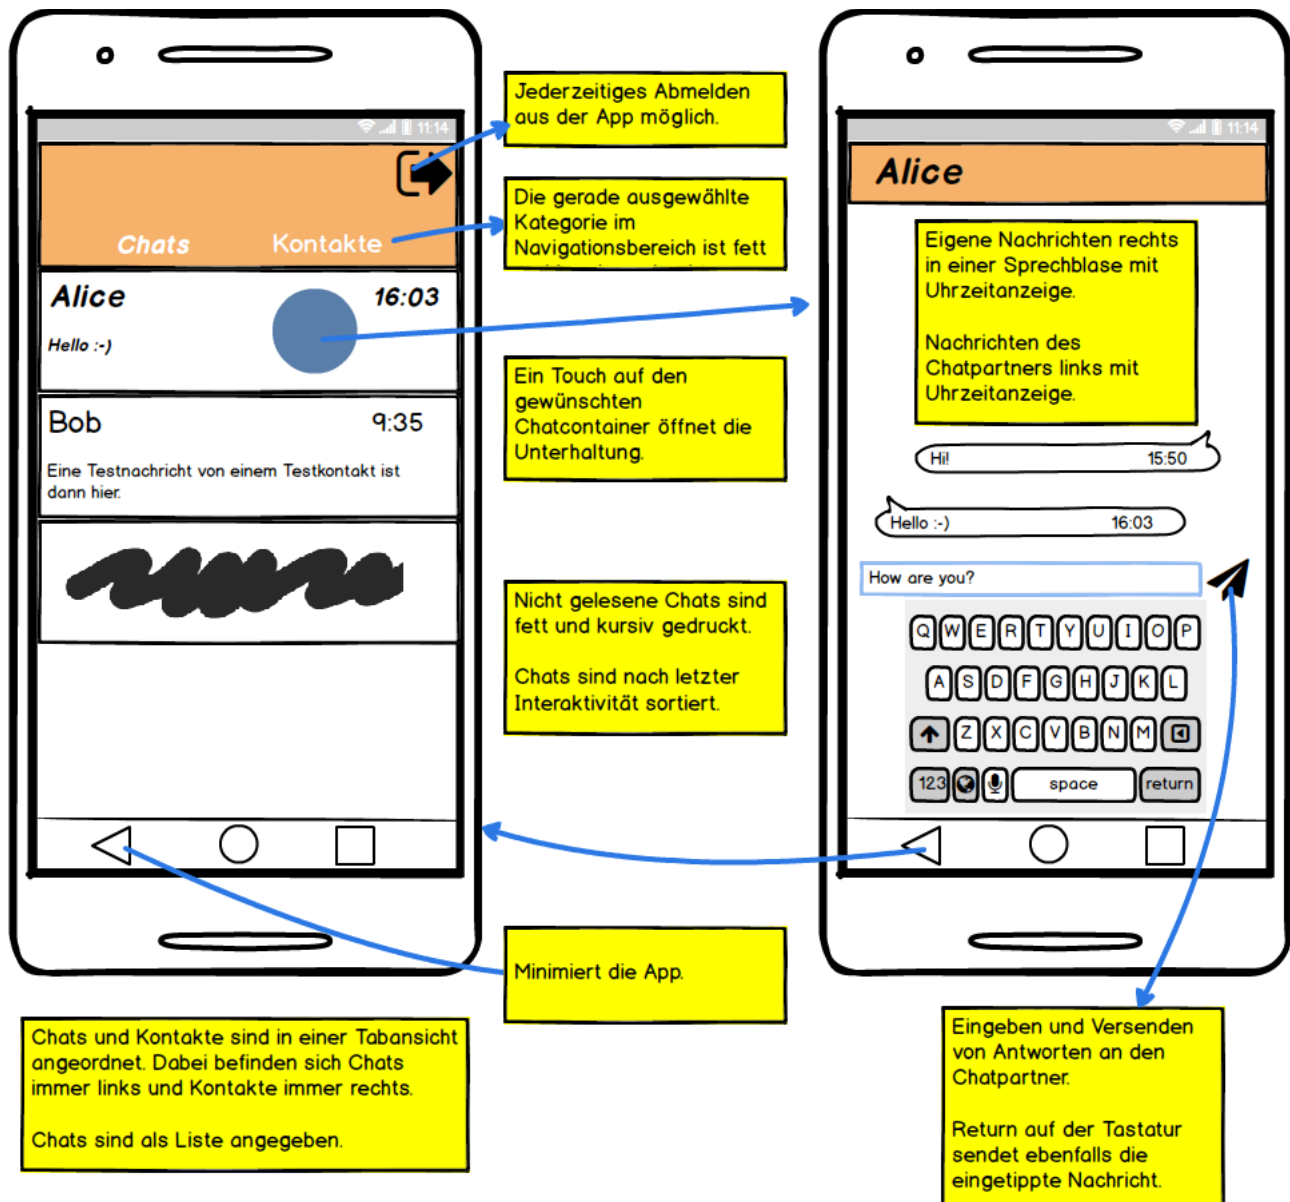 11:14
Chats
Kontakte
Alice
16:03
Hello :-)
Bob
9:35
Eine Testnachricht von einem Testkontakt ist
dann hier.
Jederzeitiges Abmelden
aus der App möglich.
Die gerade ausgewählte
Kategorie im
Navigationsbereich ist fett
Ein Touch auf den
gewünschten
Chatcontainer öffnet die
Unterhaltung.
Nicht gelesene Chats sind
fett und kursiv gedruckt.
Chats sind nach letzter
Interaktivität sortiert.
Minimiert die App.
Chats und Kontakte sind in einer Tabansicht
angeordnet. Dabei befinden sich Chats
immer links und Kontakte immer rechts.
Chats sind als Liste angegeben.
11:14
Alice
Eigene Nachrichten rechts
in einer Sprechblase mit
Uhrzeitanzeige.
Nachrichten des
Chatpartners links mit
Uhrzeitanzeige.
Hi!
15:50
Hello :-)
16:03
How are you?
Q W E R T Y U I O P
A S D F G H J K L
Z X C V B N M
123 space return
Eingeben und Versenden
von Antworten an den
Chatpartner.
Return auf der Tastatur
sendet ebenfalls die
eingetippte Nachricht.